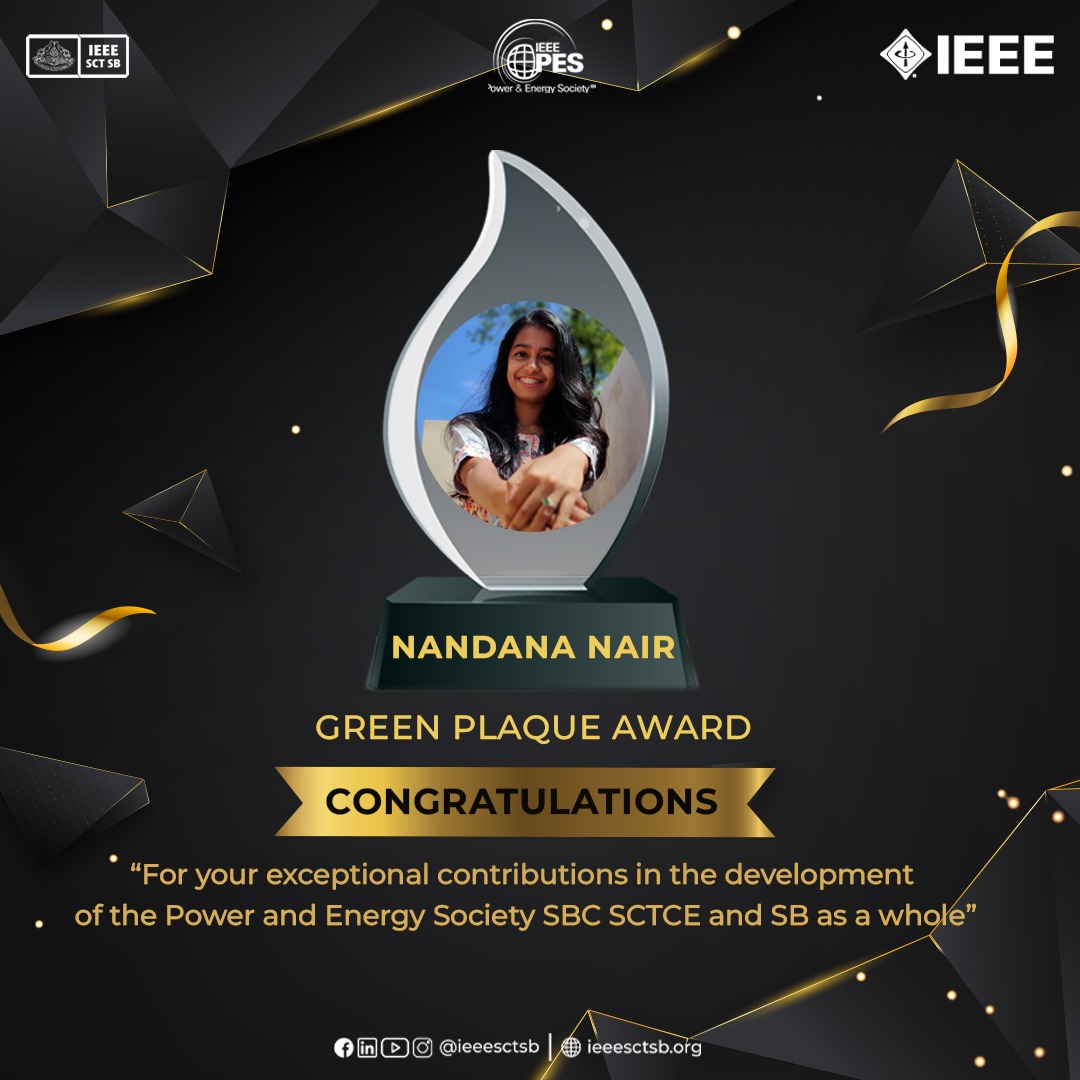 IEEE
SCT SB
IEEE
PES
Power & Energy Society
IEEE
NANDANA NAIR
GREEN PLAQUE AWARD
CONGRATULATIONS
“For your exceptional contributions in the development
of the Power and Energy Society SBC SCTCE and SB as a whole”
@ieeesctsb | ieeesctsb.org